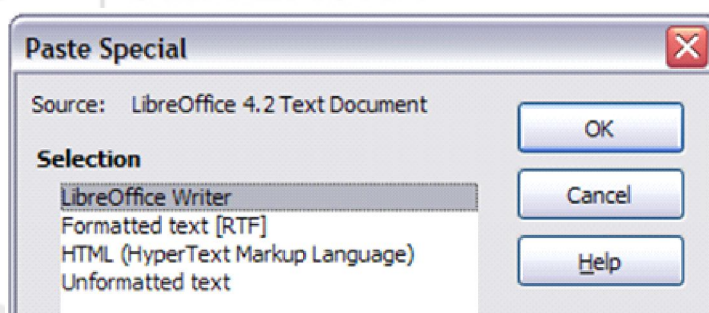 Paste Special
Source: LibreOffice 4.2 Text Document
OK
Selection
LibreOffice Writer
Cancel
Formatted text [RTF]
HTML (HyperText Markup Language)
Help
Unformatted text